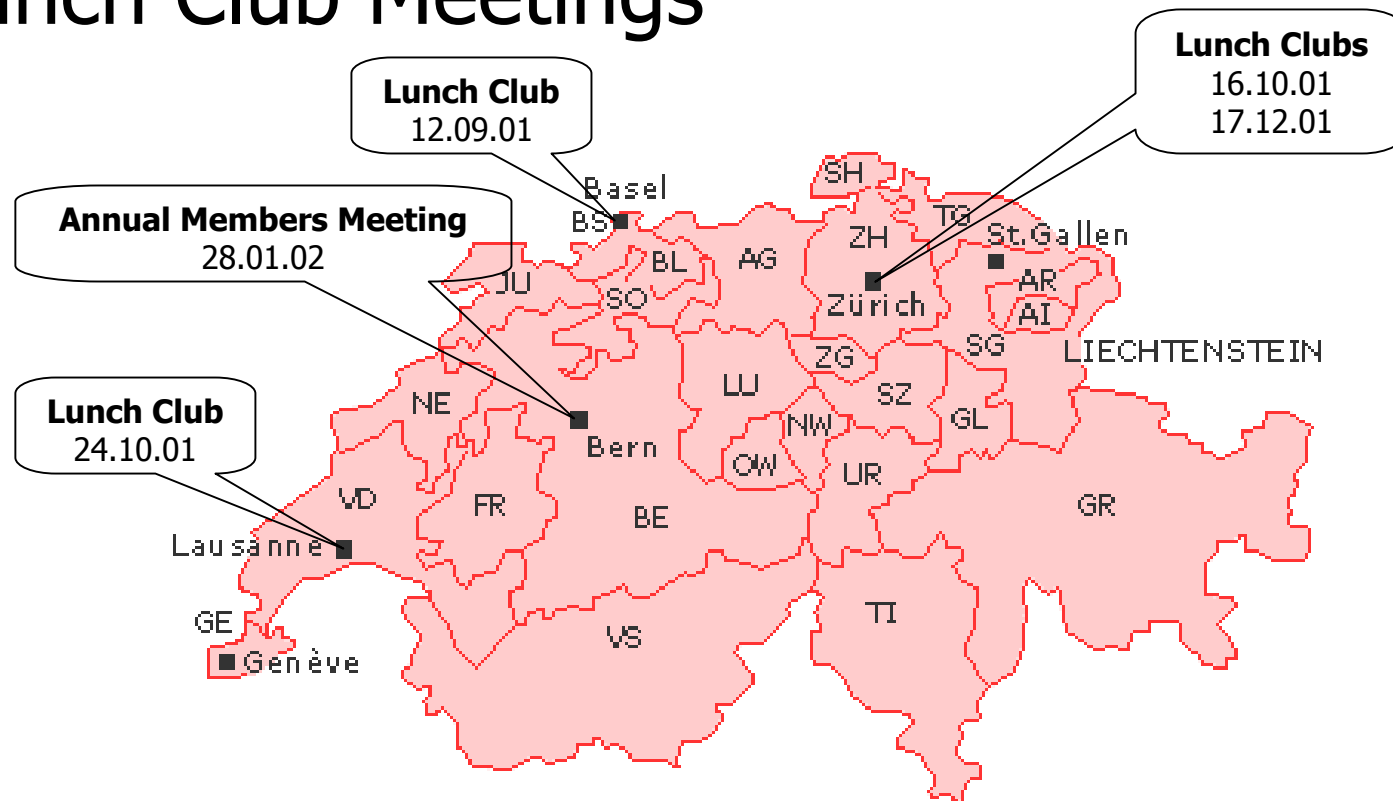 Lunch Club Meetings
Lunch Clubs
16.10.01
17.12.01
Lunch Club
12.09.01
Annual Members Meeting
28.01.02
Lunch Club
24.10.01
SH
Basel
BS
TG
St.Gallen
ZH
BL
AG
JU
SO
AR
Zürich
AI
ZG
SG
LIECHTENSTEIN
LU
SZ
NE
NW
GL
Bern
OW
UR
VD
FR
BE
GR
Lausanne
GE
TI
VS
Genève